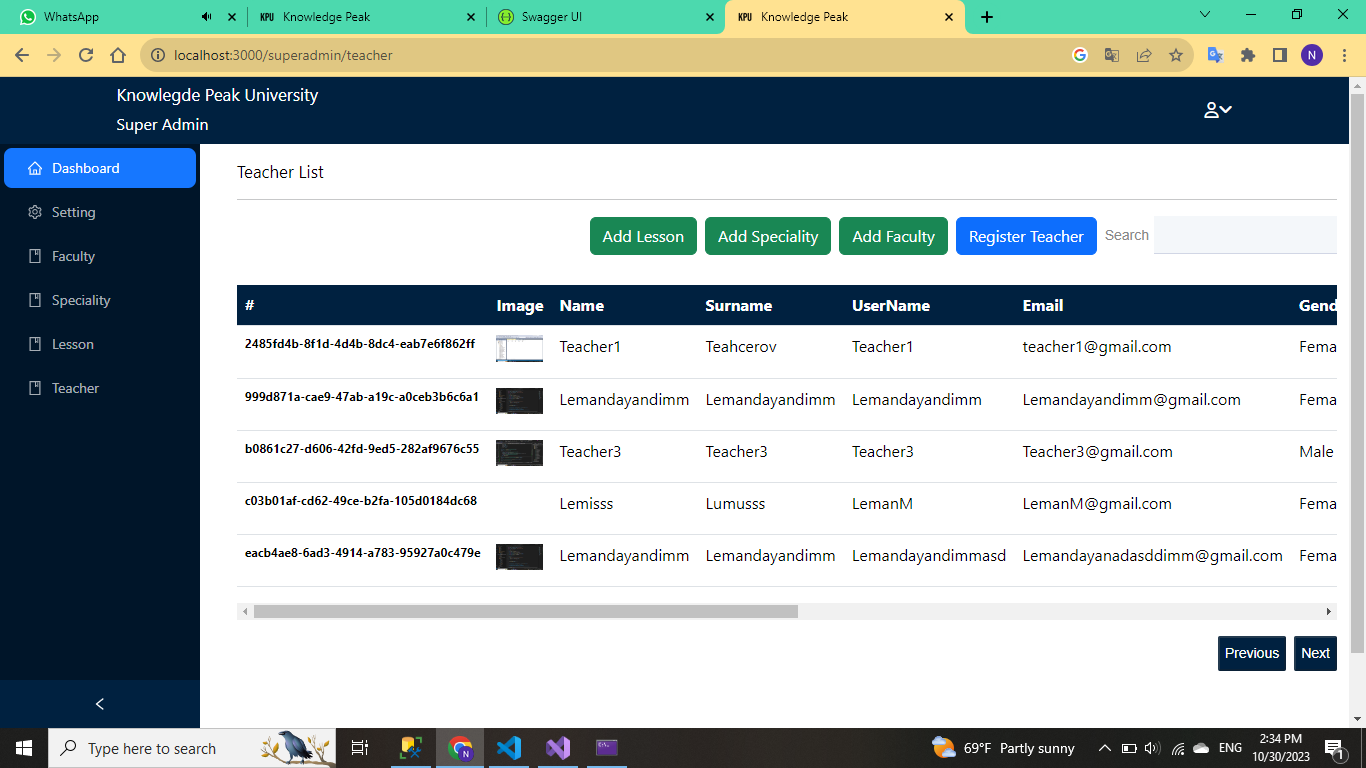 WhatsApp
KPU Knowledge Peak
Swagger UI
KPU Knowledge Peak
localhost:3000/superadmin/teacher
N
Knowlegde Peak University
Super Admin
Dashboard
Setting
Faculty
Speciality
Lesson
Teacher
Teacher List
Add Lesson Add Speciality Add Faculty Register Teacher Search
# Image Name Surname UserName Email Gend
2485fd4b-8f1d-4d4b-8dc4-eab7e6f862ff Teacher1 Teahcerov Teacher1 teacher1@gmail.com Fema
999d871a-cae9-47ab-a19c-a0ceb3b6c6a1 Lemandayandimm Lemandayandimm Lemandayandimm Lemandayandimm@gmail.com Fema
b0861c27-d606-42fd-9ed5-282af9676c55 Teacher3 Teacher3 Teacher3 Teacher3@gmail.com Male
c03b01af-cd62-49ce-b2fa-105d0184dc68 Lemisss Lumusss LemanM LemanM@gmail.com Fema
eacb4ae8-6ad3-4914-a783-95927a0c479e Lemandayandimm Lemandayandimm Lemandayandimmasd Lemandayanadasddimm@gmail.com Fema
Previous Next
Type here to search
N
69°F Partly sunny
ENG
2:34 PM
10/30/2023
1